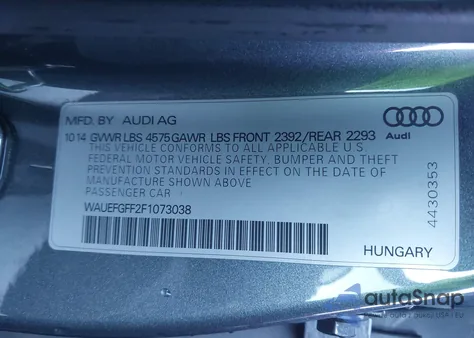 MFD. BY AUDI AG
10 14 GVWR LBS 4575 GAWR LBS FRONT 2392/REAR 2293
THIS VEHICLE CONFORMS TO ALL APPLICABLE U.S.
FEDERAL MOTOR VEHICLE SAFETY, BUMPER AND THEFT
PREVENTION STANDARDS IN EFFECT ON THE DATE OF
MANUFACTURE SHOWN ABOVE
PASSENGER CAR
WAUEFGFF2F1073038
Audi
4430353
HUNGARY
autoSnap